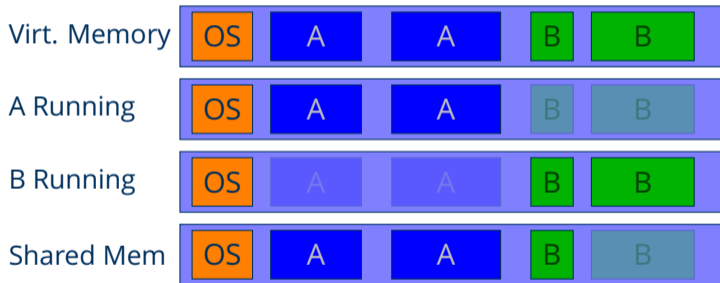 Virt. Memory OS A A B B
A Running OS A A B B
B Running OS A A B B
Shared Mem OS A A B B